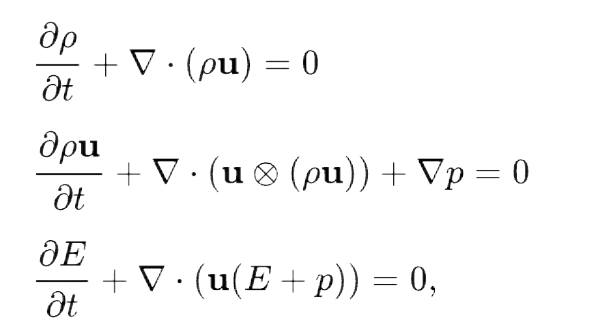 ∂ρ/∂t + ∇ · (ρ𝐮) = 0
∂ρ𝐮/∂t + ∇ · (𝐮 ⊗ (ρ𝐮)) + ∇p = 0
∂E/∂t + ∇ · (𝐮(E + p)) = 0,